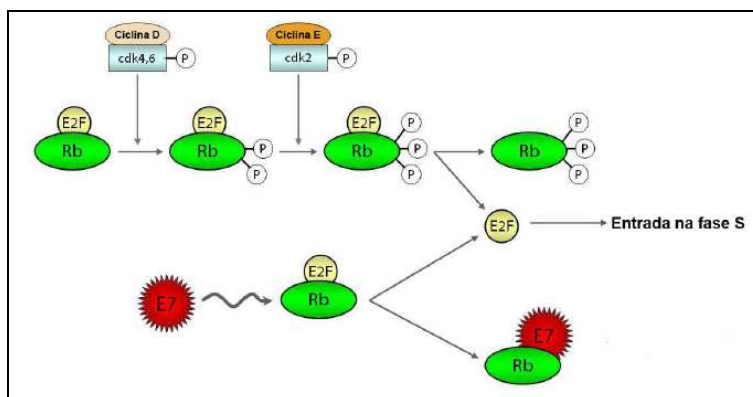 Ciclina D
cdk4,6
P
Ciclina E
cdk2
P
E2F
Rb
E2F
Rb
P
P
E2F
Rb
P
P
P
Rb
P
P
P
E2F
Entrada na fase S
E7
E2F
Rb
E7
Rb